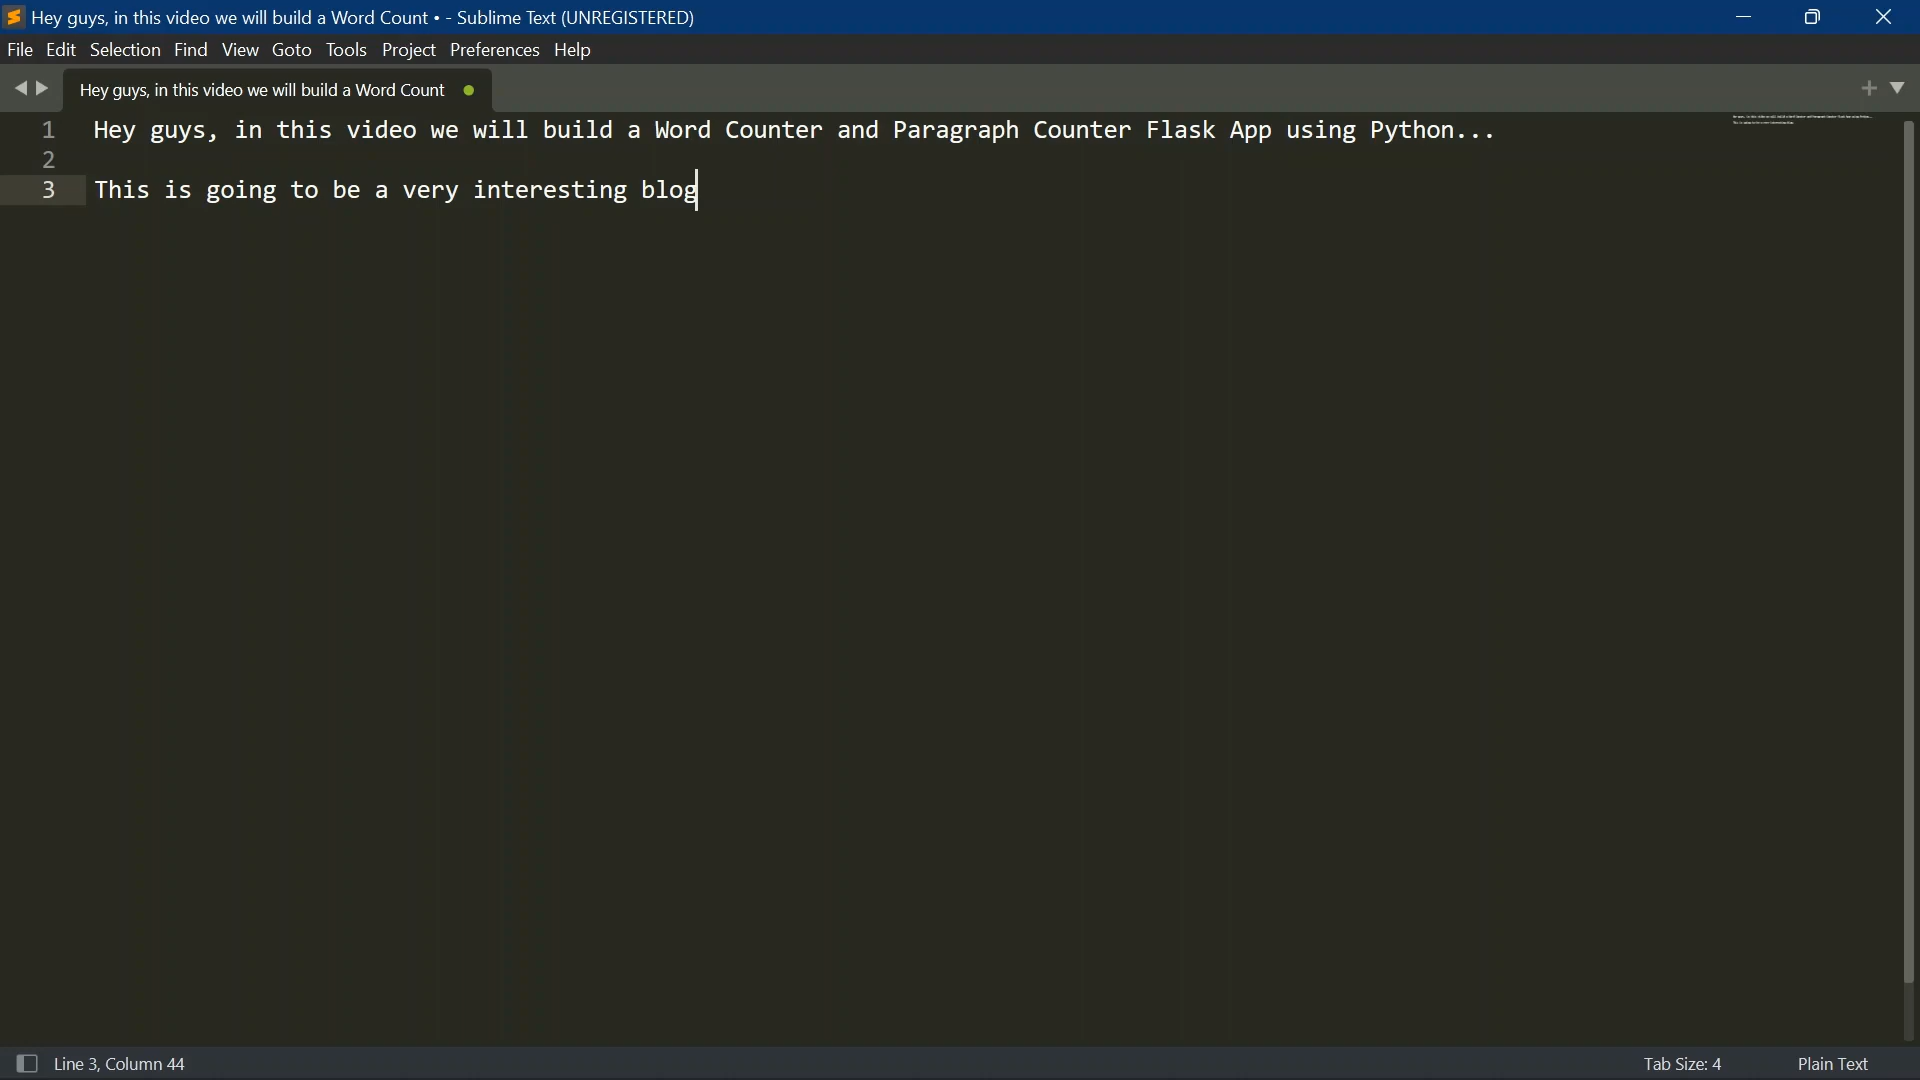 Hey guys, in this video we will build a Word Count • - Sublime Text (UNREGISTERED)
File Edit Selection Find View Goto Tools Project Preferences Help
Hey guys, in this video we will build a Word Count
1 Hey guys, in this video we will build a Word Counter and Paragraph Counter Flask App using Python...
2
3 This is going to be a very interesting blog
Line 3, Column 44 Tab Size: 4 Plain Text